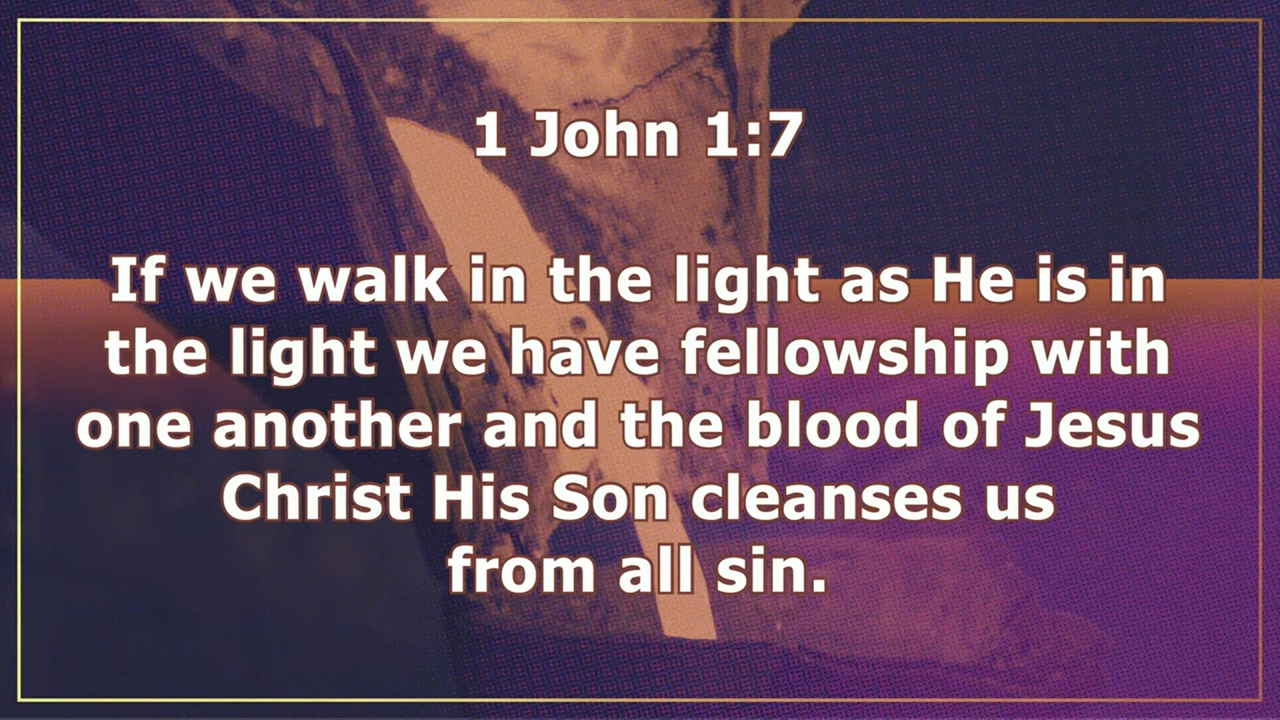 1 John 1:7
If we walk in the light as He is in
the light we have fellowship with
one another and the blood of Jesus
Christ His Son cleanses us
from all sin.